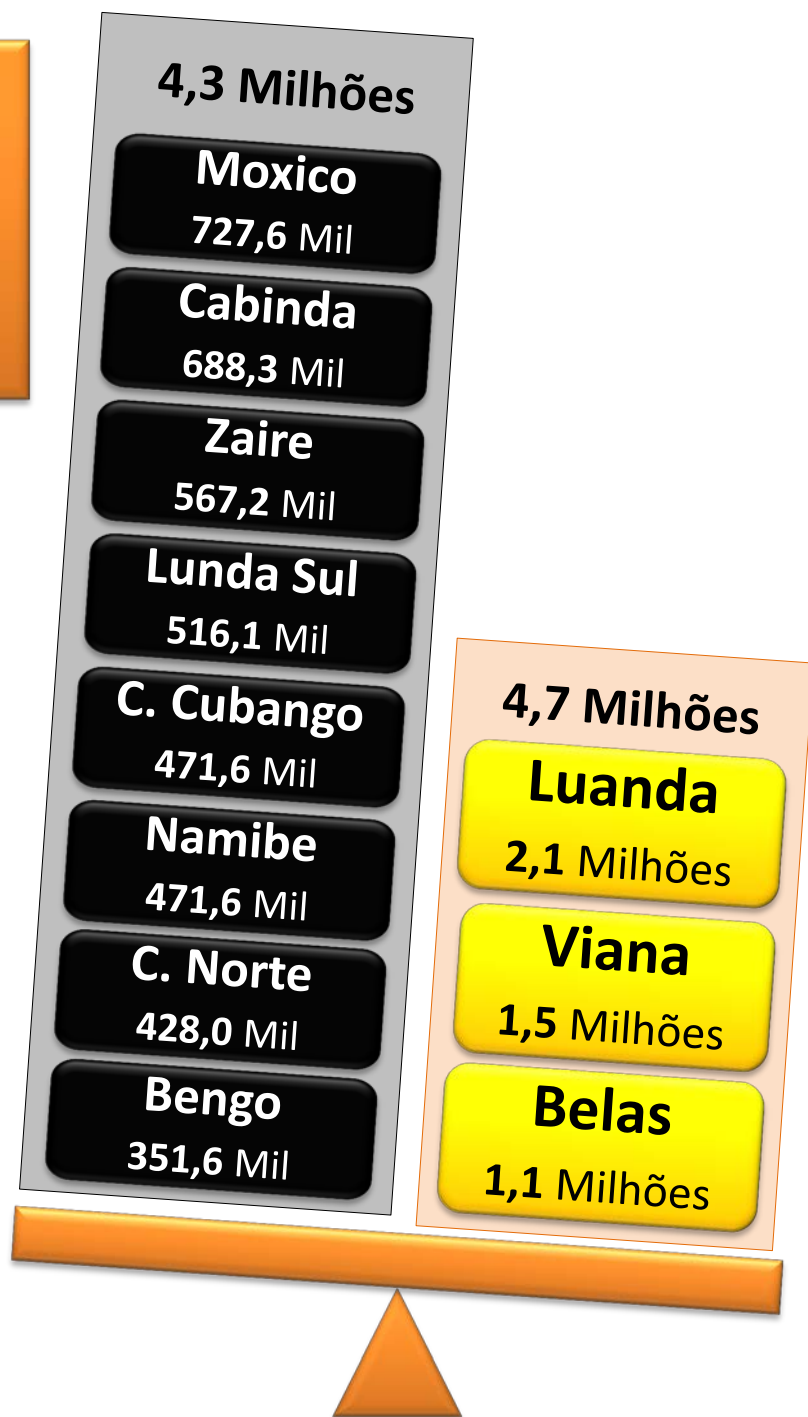 4,3 Milhões
Moxico
727,6 Mil
Cabinda
688,3 Mil
Zaire
567,2 Mil
Lunda Sul
516,1 Mil
C. Cubango
471,6 Mil
Namibe
471,6 Mil
C. Norte
428,0 Mil
Bengo
351,6 Mil
4,7 Milhões
Luanda
2,1 Milhões
Viana
1,5 Milhões
Belas
1,1 Milhões